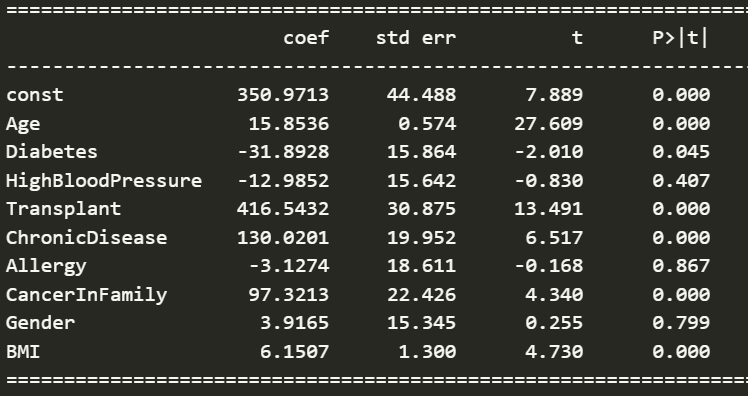 ==============================================================
coef std err t P>|t|
--------------------------------------------------------------
const 350.9713 44.488 7.889 0.000
Age 15.8536 0.574 27.609 0.000
Diabetes -31.8928 15.864 -2.010 0.045
HighBloodPressure -12.9852 15.642 -0.830 0.407
Transplant 416.5432 30.875 13.491 0.000
ChronicDisease 130.0201 19.952 6.517 0.000
Allergy -3.1274 18.611 -0.168 0.867
CancerInFamily 97.3213 22.426 4.340 0.000
Gender 3.9165 15.345 0.255 0.799
BMI 6.1507 1.300 4.730 0.000
==============================================================